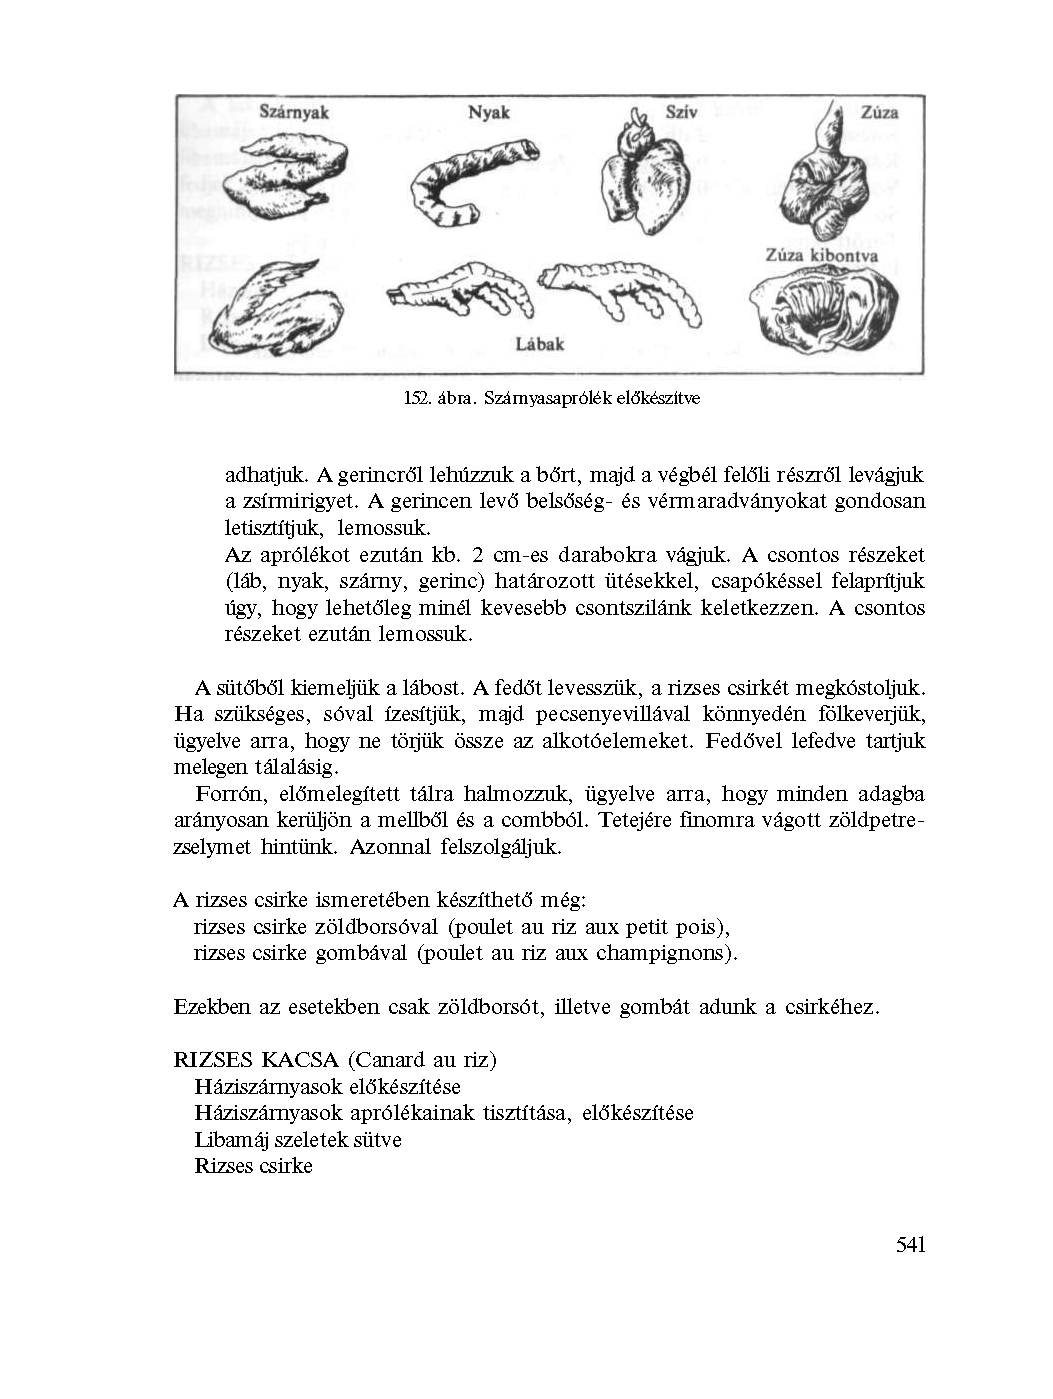 Szárnyak Nyak Szív Zúza
Zúza kibontva
Lábak
152. ábra. Szárnyasaprólék előkészítve
adhatjuk. A gerincről lehúzzuk a bőrt, majd a végbél felőli részről levágjuk
a zsírmirigyet. A gerincen levő belsőség- és vérmaradványokat gondosan
letisztítjuk, lemossuk.
Az aprólékot ezután kb. 2 cm-es darabokra vágjuk. A csontos részeket
(láb, nyak, szárny, gerinc) határozott ütésekkel, csapókéssel felaprítjuk
úgy, hogy lehetőleg minél kevesebb csontszilánk keletkezzen. A csontos
részeket ezután lemossuk.
A sütőből kiemeljük a lábost. A fedőt levesszük, a rizses csirkét megkóstoljuk.
Ha szükséges, sóval ízesítjük, majd pecsenyevillával könnyedén fölkeverjük,
ügyelve arra, hogy ne törjük össze az alkotóelemeket. Fedővel lefedve tartjuk
melegen tálalásig.
Forrón, előmelegített tálra halmozzuk, ügyelve arra, hogy minden adagba
arányosan kerüljön a mellből és a combból. Tetejére finomra vágott zöldpetre-
zselymet hintünk. Azonnal felszolgáljuk.
A rizses csirke ismeretében készíthető még:
rizses csirke zöldborsóval (poulet au riz aux petit pois),
rizses csirke gombával (poulet au riz aux champignons).
Ezekben az esetekben csak zöldborsót, illetve gombát adunk a csirkéhez.
RIZSES KACSA (Canard au riz)
Háziszárnyasok előkészítése
Háziszárnyasok aprólékainak tisztítása, előkészítése
Libamáj szeletek sütve
Rizses csirke
541